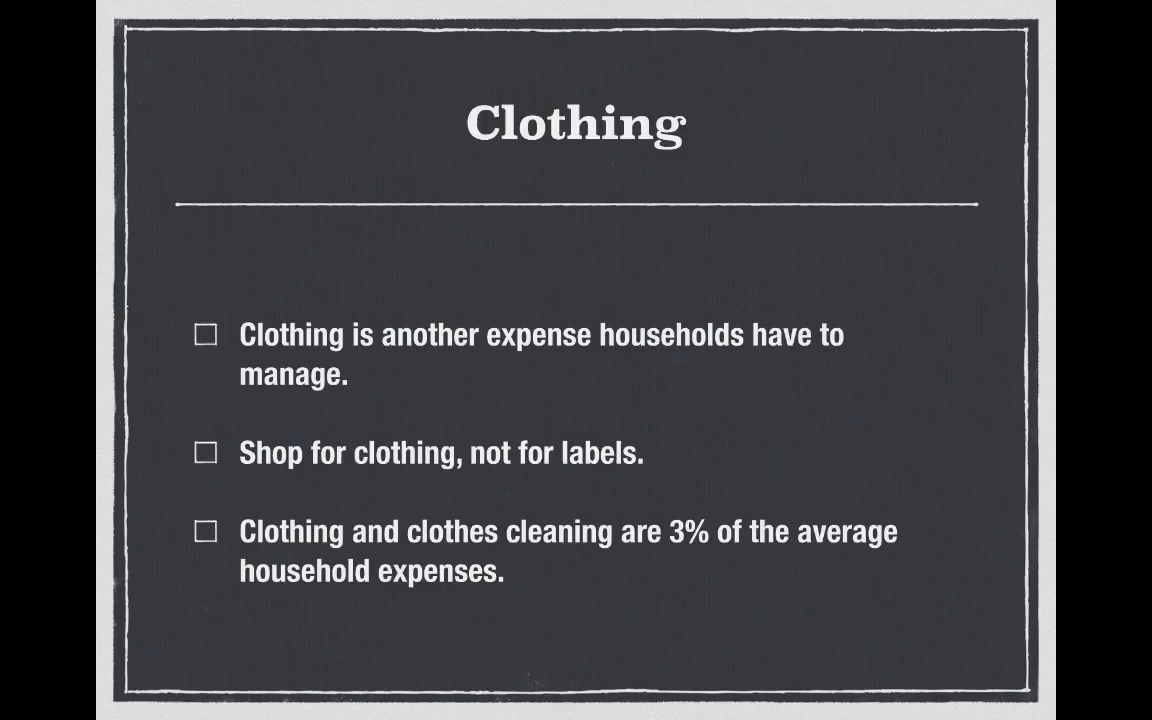 Clothing
Clothing is another expense households have to
manage.
Shop for clothing, not for labels.
Clothing and clothes cleaning are 3% of the average
household expenses.